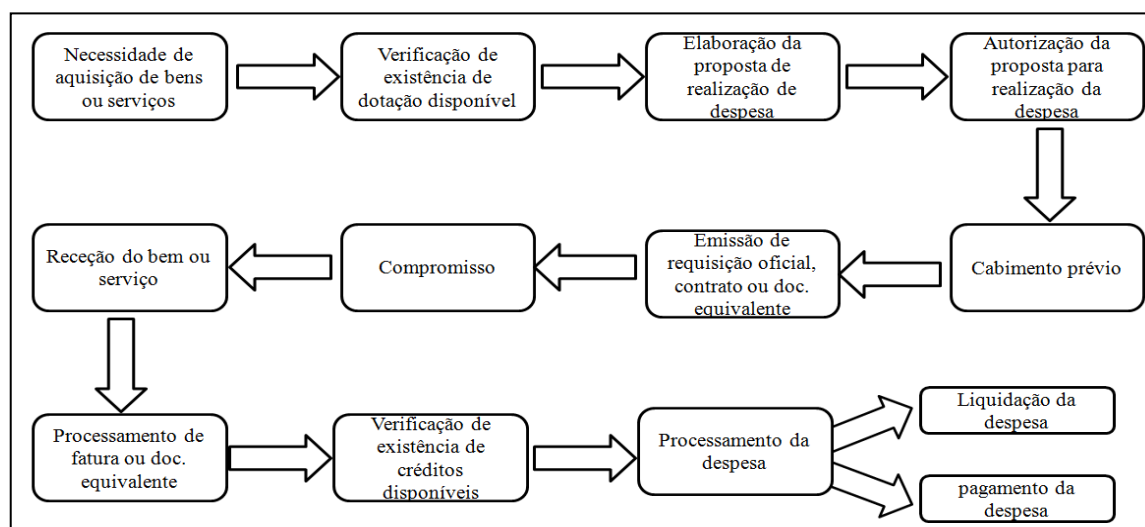 Necessidade de
aquisição de bens
ou serviços
Verificação de
existência de
dotação disponível
Elaboração da
proposta de
realização de
despesa
Autorização da
proposta para
realização da
despesa
Cabimento prévio
Emissão de
requisição oficial,
contrato ou doc.
equivalente
Compromisso
Receção do bem ou
serviço
Processamento de
fatura ou doc.
equivalente
Verificação de
existência de
créditos
disponíveis
Processamento da
despesa
Liquidação da
despesa
pagamento da
despesa